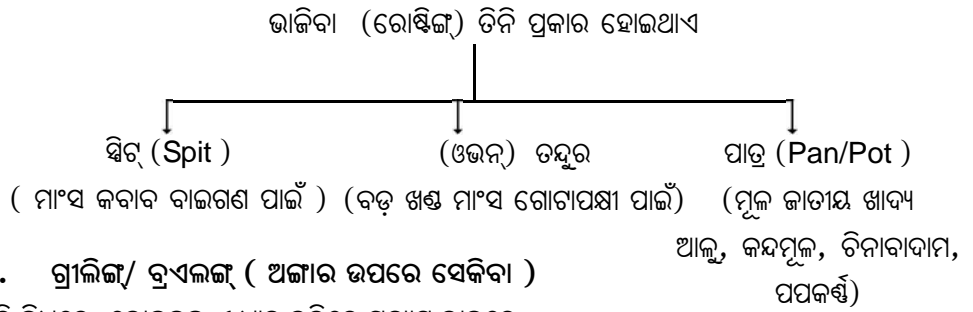 ଭାଜିବା (ରୋଷ୍ଟିଙ୍ଗ) ତିନି ପ୍ରକାର ହୋଇଥାଏ
ସ୍ପିଟ୍ (Spit ) (ଓଭନ୍) ତନ୍ଦୁର ପାତ୍ର (Pan/Pot )
( ମାଂସ କବାବ ବାଇଗଣ ପାଇଁ ) (ବଡ଼ ଖଣ୍ଡ ମାଂସ ଗୋଟାପକ୍ଷୀ ପାଇଁ) (ମୂଳ ଜାତୀୟ ଖାଦ୍ୟ
ଆଳୁ, କନ୍ଦମୂଳ, ଚିନାବାଦାମ,
ପପକର୍ଣ୍ଣ)
. ଗ୍ରୀଲିଙ୍ଗ୍/ ବ୍ରଏଲଙ୍ଗ୍ ( ଅଙ୍ଗାର ଉପରେ ସେକିବା )